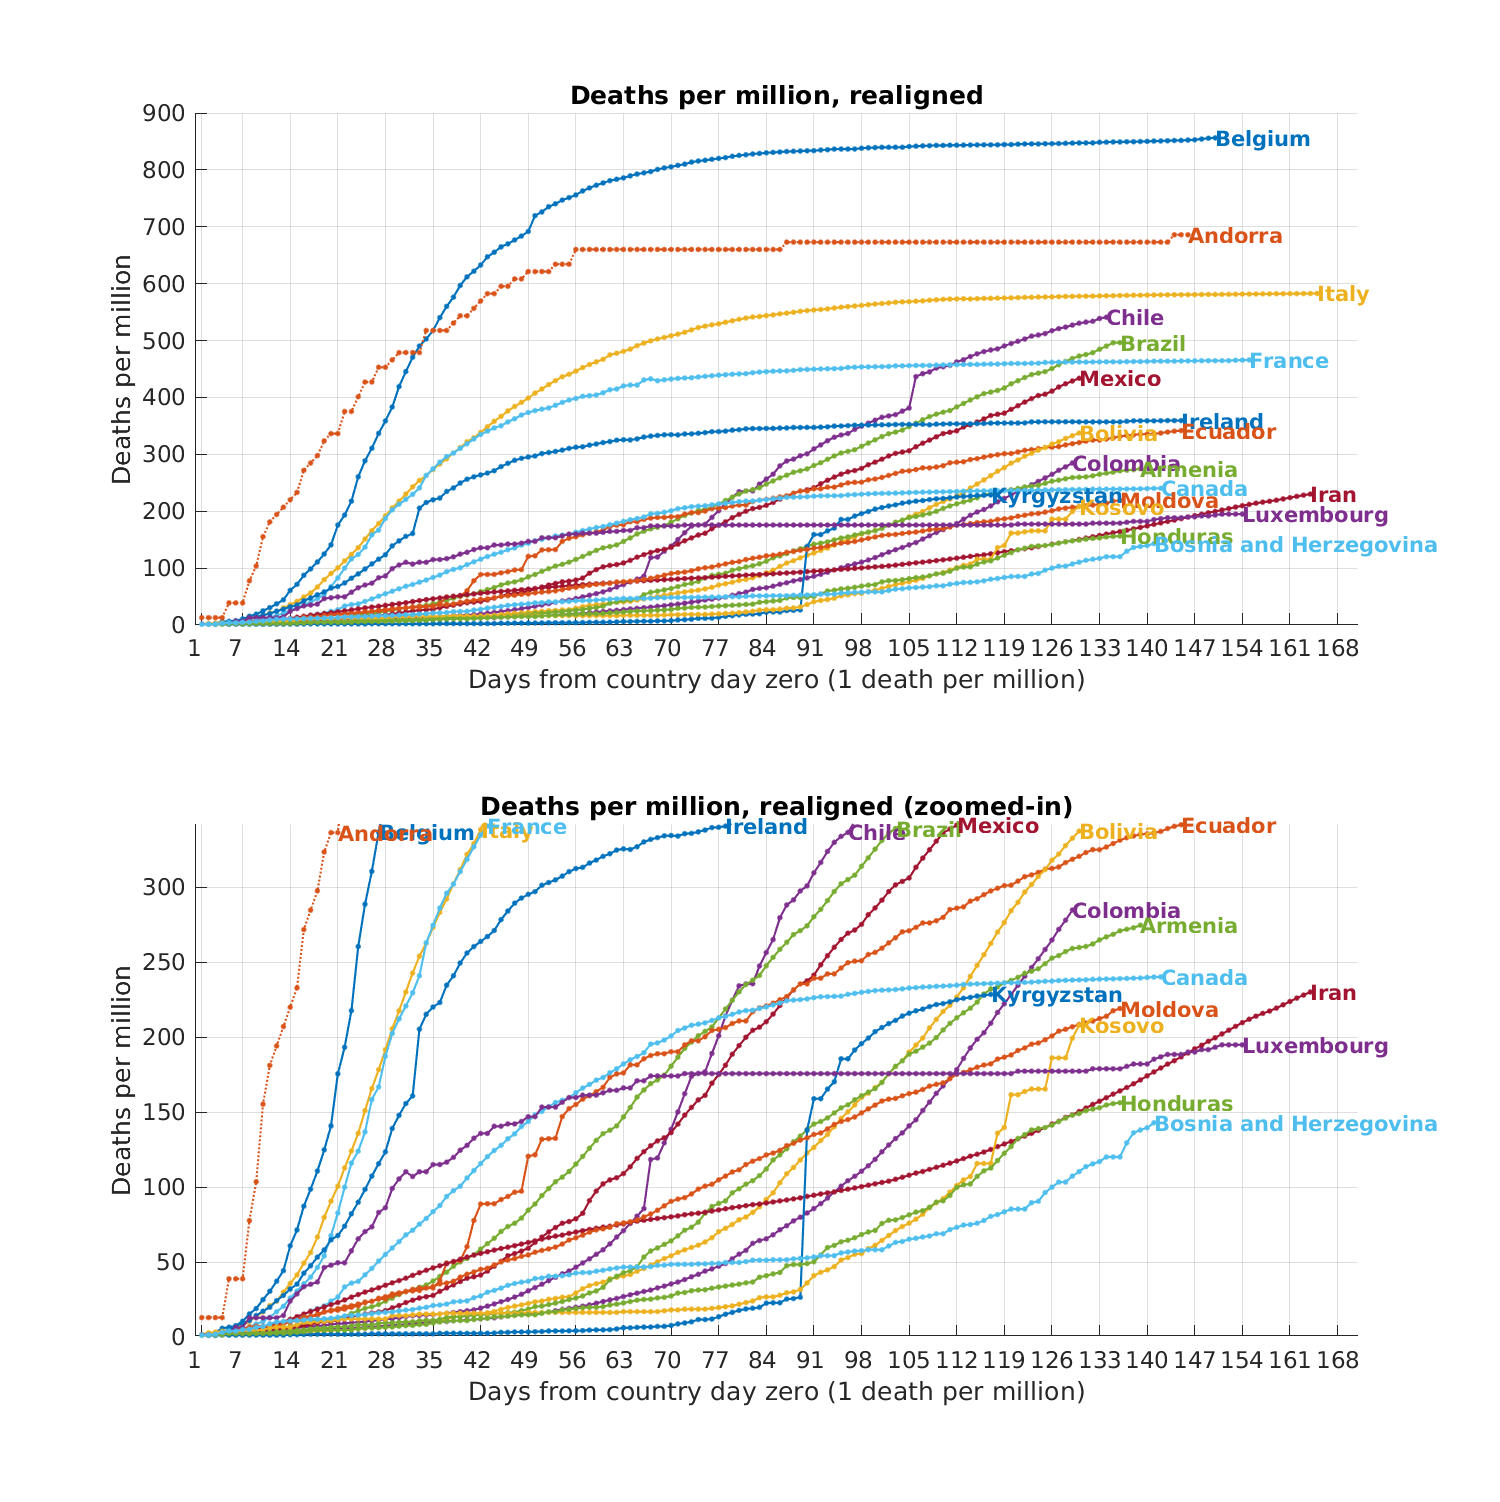 Deaths per million, realigned
900
800
700
600
500
400
300
200
100
0
Deaths per million
Belgium
Andorra
Italy
Chile
Brazil
France
Mexico
Ireland
Ecuador
Bolivia
Colombia
Armenia
Canada
Kyrgyzstan
Iran
Moldova
Kosovo
Luxembourg
Honduras
Bosnia and Herzegovina
1 7 14 21 28 35 42 49 56 63 70 77 84 91 98 105 112 119 126 133 140 147 154 161 168
Days from country day zero (1 death per million)
Deaths per million, realigned (zoomed-in)
300
250
200
150
100
50
0
Deaths per million
Andorra
Belgium
Italy
France
Ireland
Chile
Brazil
Mexico
Bolivia
Ecuador
Colombia
Armenia
Canada
Kyrgyzstan
Iran
Moldova
Kosovo
Luxembourg
Honduras
Bosnia and Herzegovina
1 7 14 21 28 35 42 49 56 63 70 77 84 91 98 105 112 119 126 133 140 147 154 161 168
Days from country day zero (1 death per million)